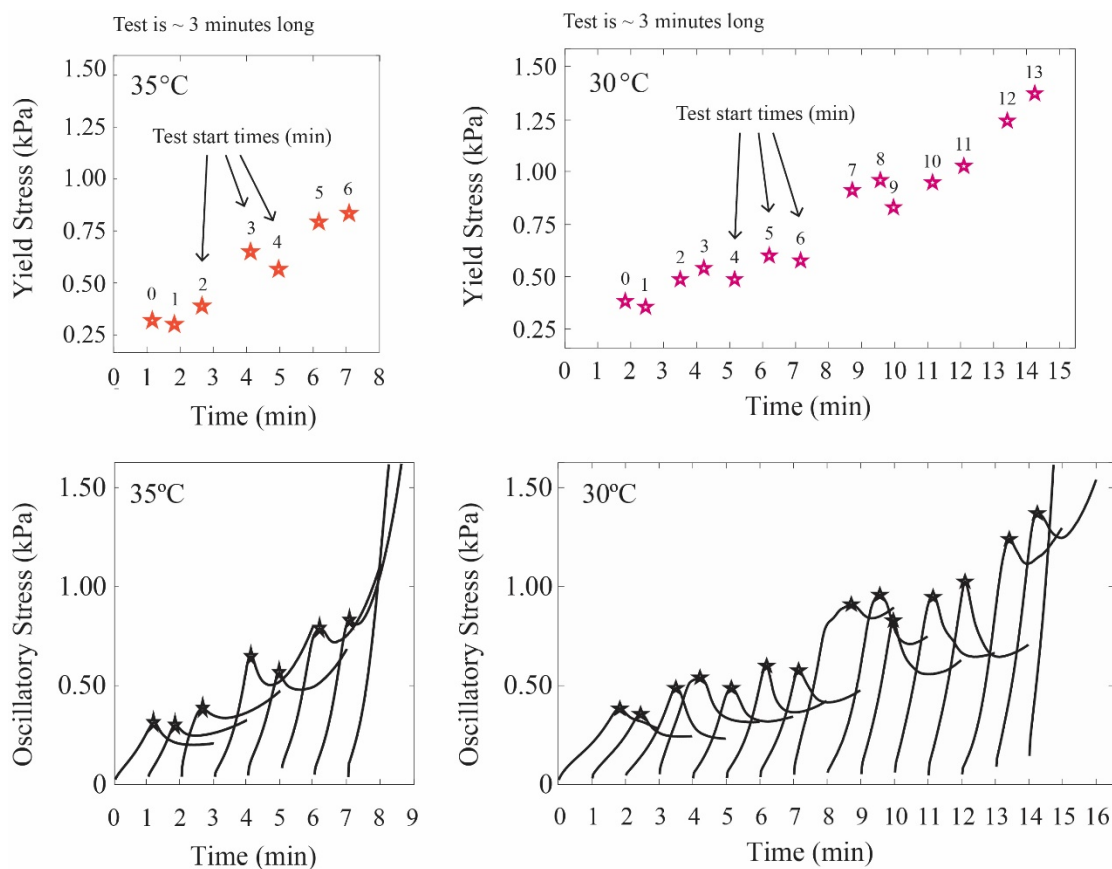 Test is ~ 3 minutes long
35°C
Test start times (min)
Yield Stress (kPa)
1.50
1.25
1.00
0.75
0.50
0.25
0 1 2 3 4 5 6
0 1 2 3 4 5 6 7 8
Time (min)
Test is ~ 3 minutes long
30°C
Test start times (min)
Yield Stress (kPa)
1.50
1.25
1.00
0.75
0.50
0.25
0 1 2 3 4 5 6 7 8 9 10 11 12 13
0 1 2 3 4 5 6 7 8 9 10 11 12 13 14 15
Time (min)
35ºC
Oscillatory Stress (kPa)
1.50
1.00
0.50
0
0 1 2 3 4 5 6 7 8 9
Time (min)
30ºC
Oscillatory Stress (kPa)
1.50
1.00
0.50
0
0 1 2 3 4 5 6 7 8 9 10 11 12 13 14 15 16
Time (min)